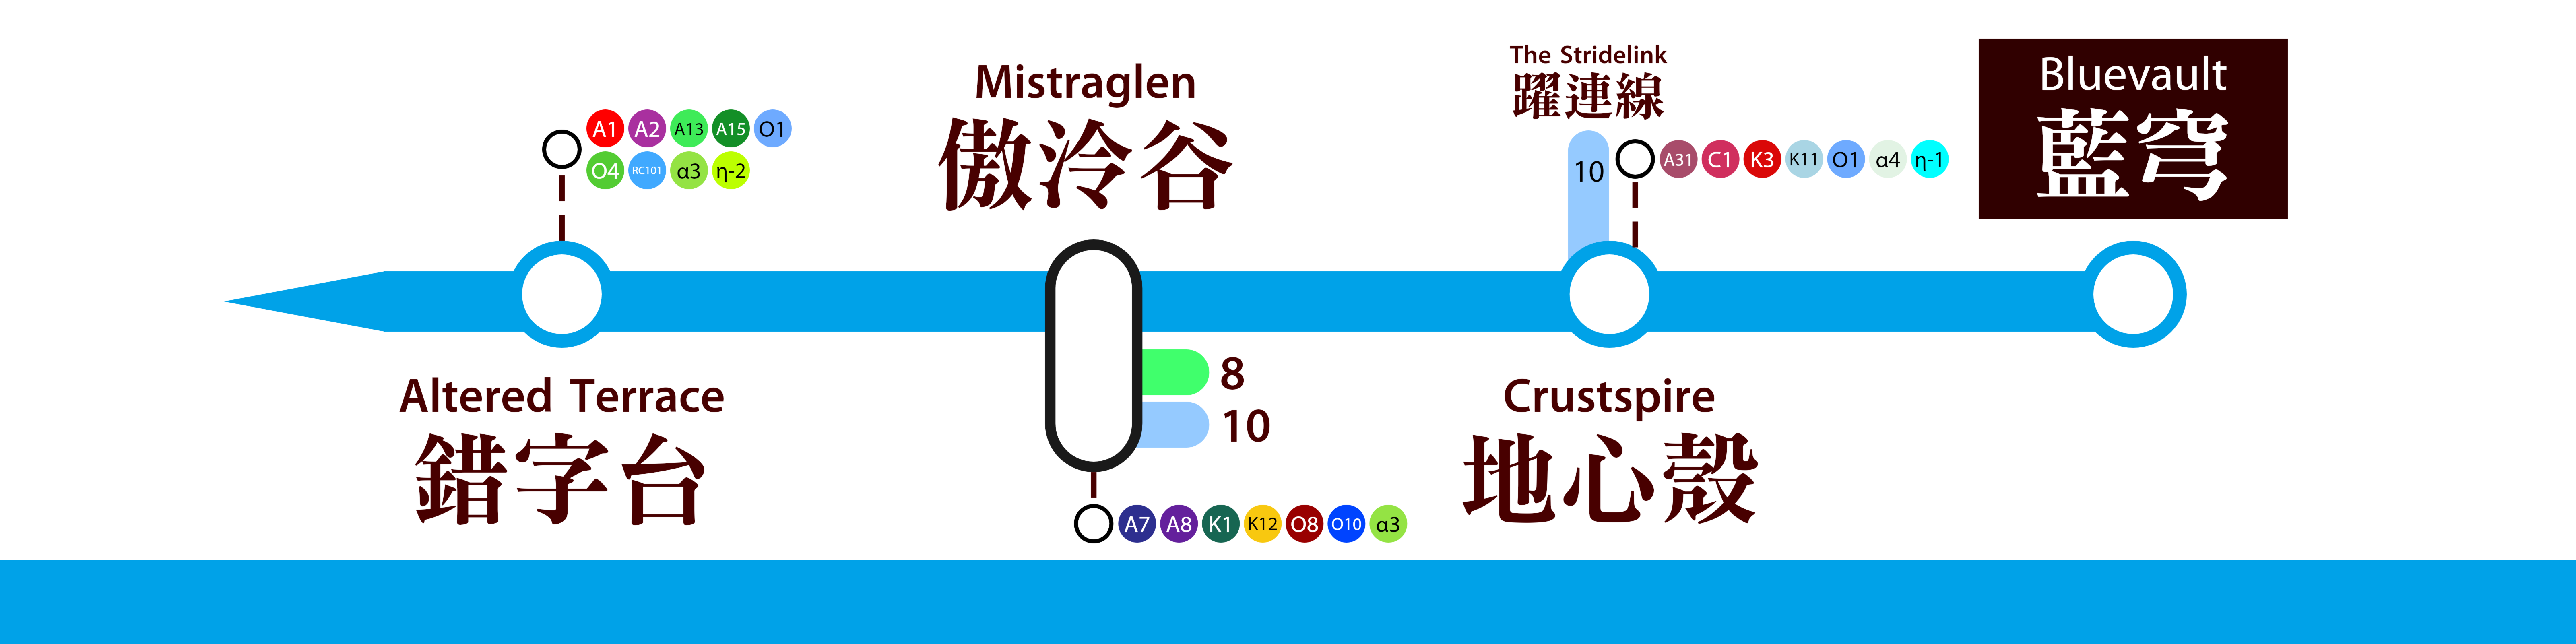 Altered Terrace
錯字台
A1 A2 A13 A15 O1
O4 RC101 α3 η-2
Mistraglen
傲泠谷
8
10
A7 A8 K1 K12 O8 O10 α3
The Stridelink
躍連線
10
A31 C1 K3 K11 O1 α4 η-1
Crustspire
地心殼
Bluevault
藍穹